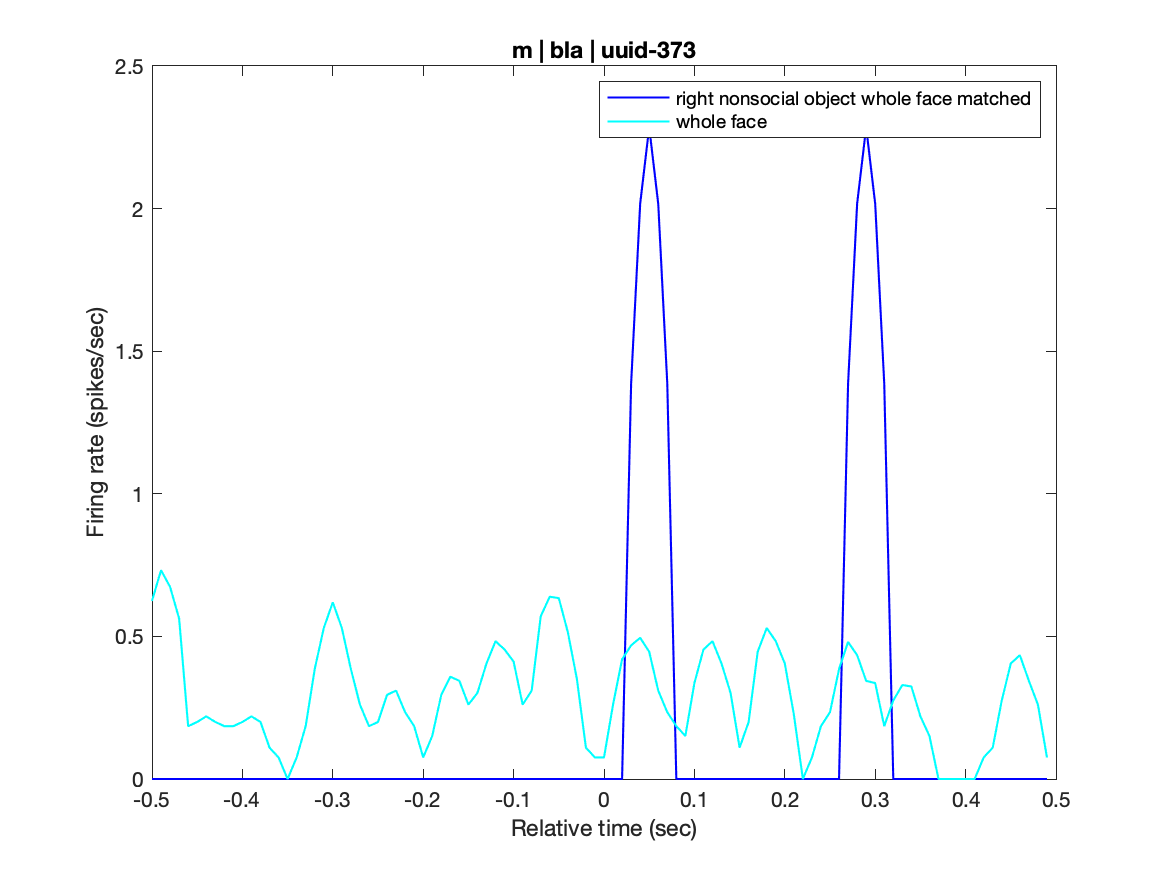 m | bla | uuid-373
2.5
right nonsocial object whole face matched
whole face
2
1.5
1
0.5
0
Firing rate (spikes/sec)
-0.5 -0.4 -0.3 -0.2 -0.1 0 0.1 0.2 0.3 0.4 0.5
Relative time (sec)